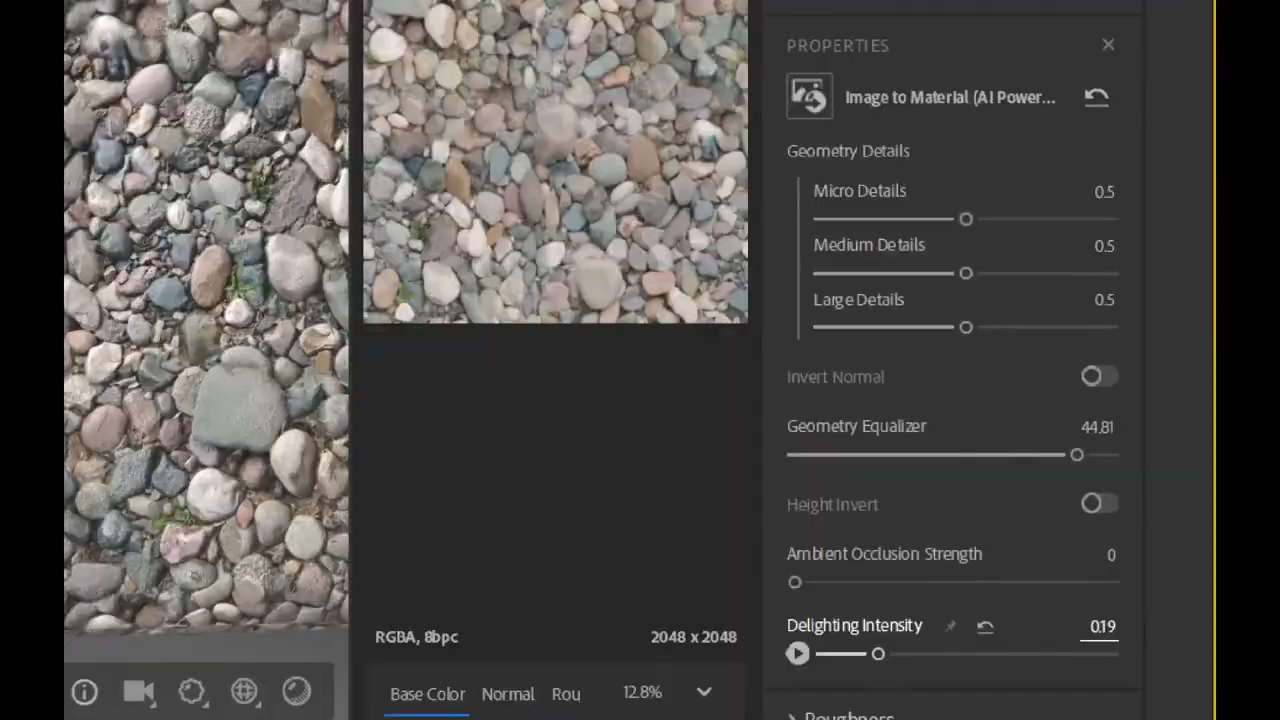 PROPERTIES
Image to Material (AI Power...
Geometry Details
Micro Details 0.5
Medium Details 0.5
Large Details 0.5
Invert Normal
Geometry Equalizer 44.81
Height Invert
Ambient Occlusion Strength 0
Delighting Intensity 0.19
Roughness
RGBA, 8bpc 2048 x 2048
Base Color Normal Rou 12.8%